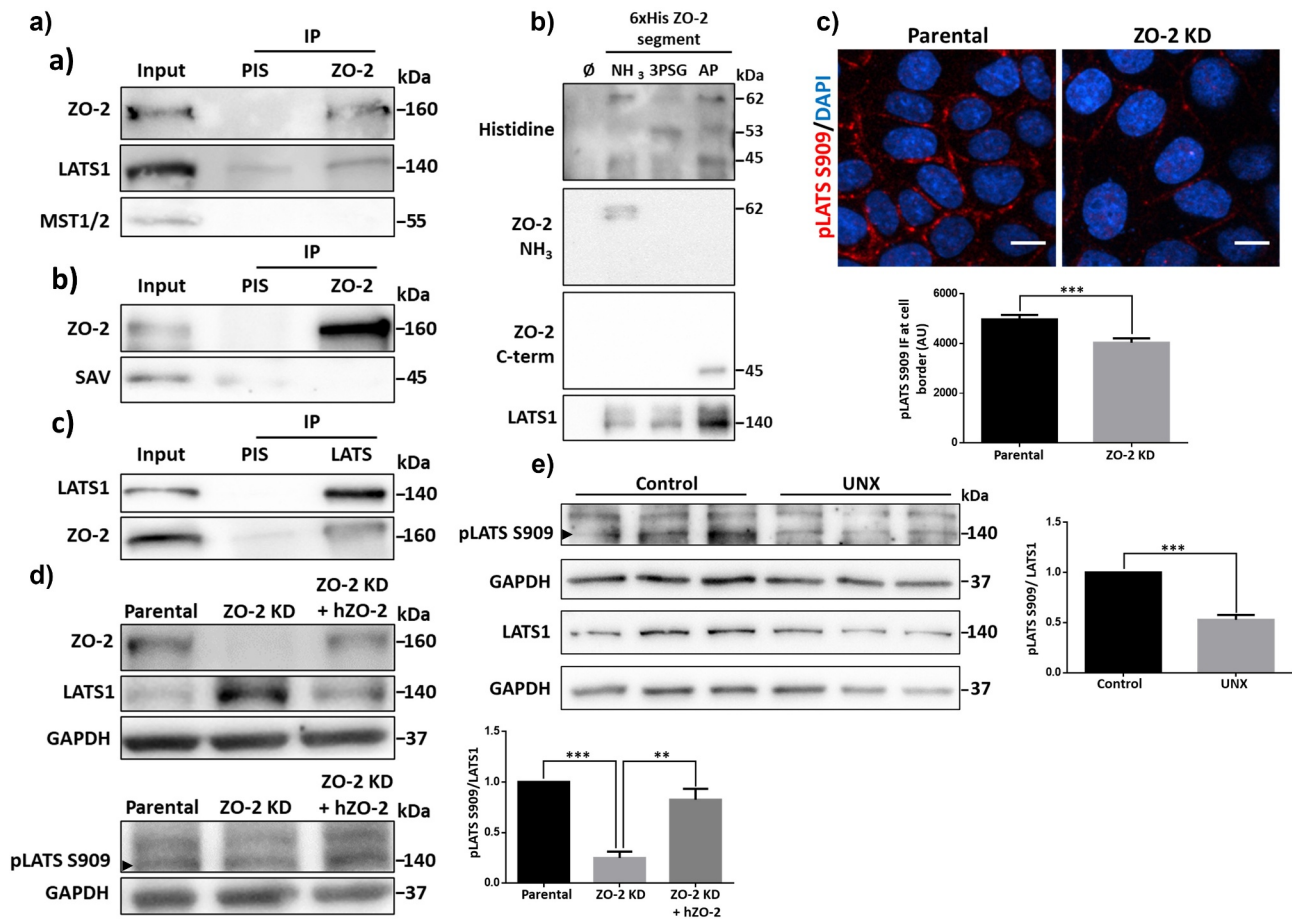 a)
a)
IP
Input PIS ZO-2 kDa
ZO-2 –160
LATS1 –140
MST1/2 –55
b)
IP
Input PIS ZO-2 kDa
ZO-2 –160
SAV –45
c)
IP
Input PIS LATS kDa
LATS1 –140
ZO-2 –160
b)
6xHis ZO-2
segment
Ø NH3 3PSG AP kDa
Histidine –62
–53
–45
ZO-2
NH3
–62
ZO-2
C-term
–45
LATS1 –140
c)
Parental ZO-2 KD
pLATS S909/DAPI
pLATS S909 IF at cell
border (AU)
6000
4000
2000
0
***
Parental ZO-2 KD
d)
Parental ZO-2 KD ZO-2 KD
+ hZO-2 kDa
ZO-2 –160
LATS1 –140
GAPDH –37
Parental ZO-2 KD ZO-2 KD
+ hZO-2 kDa
pLATS S909 –140
GAPDH –37
pLATS S909/LATS1
1.5
1.0
0.5
0.0
*** **
Parental ZO-2 KD ZO-2 KD
+ hZO-2
e)
Control UNX kDa
pLATS S909 –140
GAPDH –37
LATS1 –140
GAPDH –37
pLATS S909/ LATS1
1.5
1.0
0.5
0.0
***
Control UNX